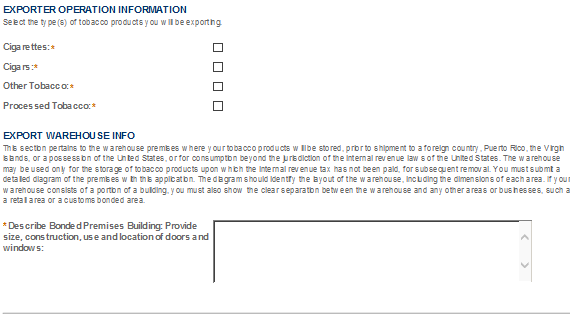 EXPORTER OPERATION INFORMATION
Select the type(s) of tobacco products you will be exporting.
Cigarettes:*
Cigars:*
Other Tobacco:*
Processed Tobacco:*
EXPORT WAREHOUSE INFO
This section pertains to the warehouse premises where your tobacco products will be stored, prior to shipment to a foreign country, Puerto Rico, the Virgin
Islands, or a possession of the United States, or for consumption beyond the jurisdiction of the internal revenue laws of the United States. The warehouse
may be used only for the storage of tobacco products upon which the internal revenue tax has not been paid, for subsequent removal. You must submit a
detailed diagram of the premises with this application. The diagram should identify the layout of the warehouse, including the dimensions of each area. If your
warehouse consists of a portion of a building, you must also show the clear separation between the warehouse and any other areas or businesses, such as
a retail area or a customs bonded area.
*Describe Bonded Premises Building: Provide
size, construction, use and location of doors and
windows: